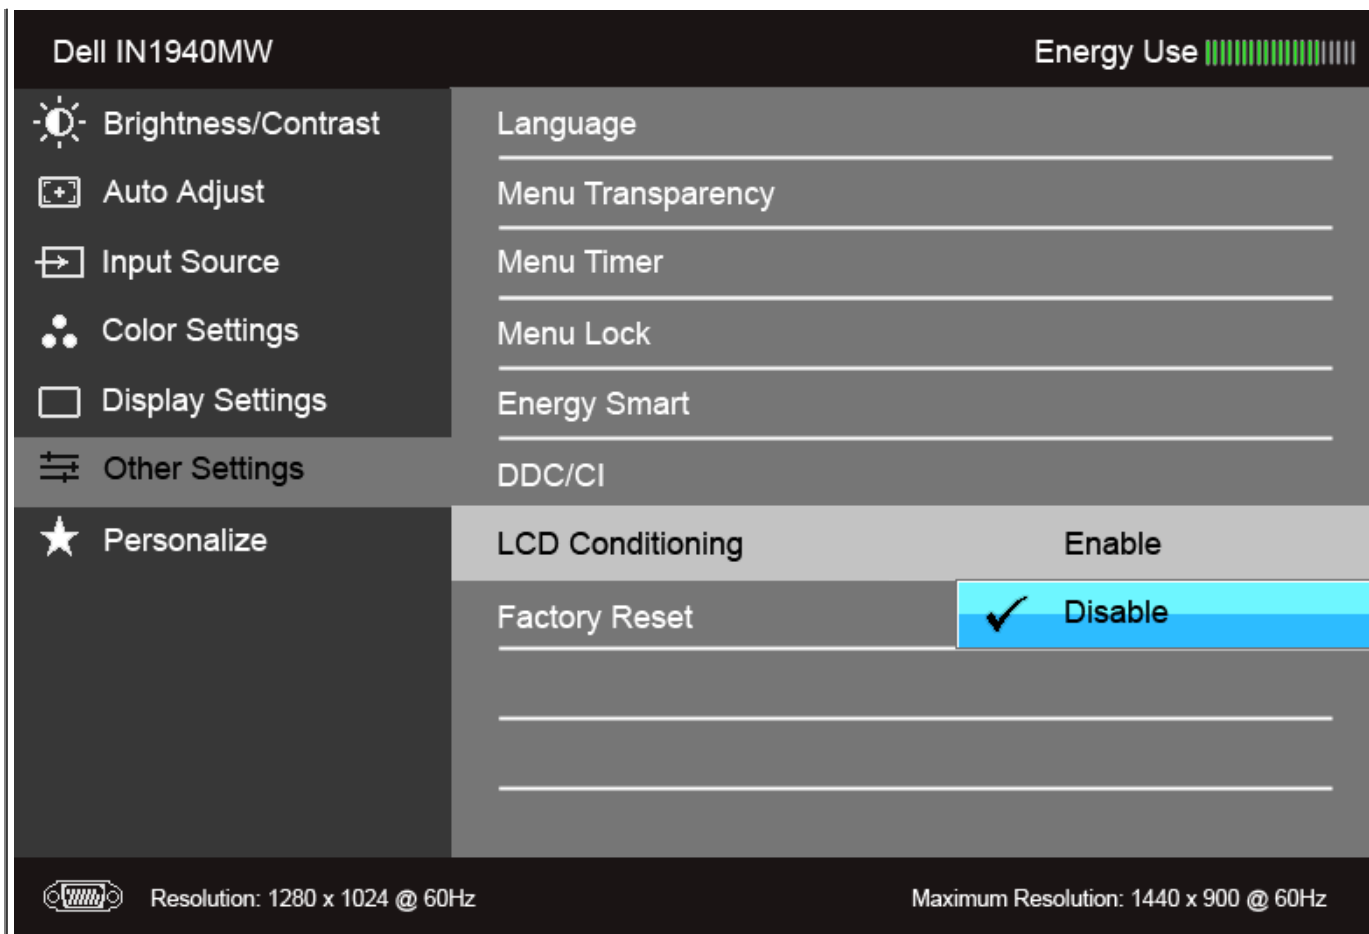 Dell IN1940MW
Energy Use
Brightness/Contrast
Auto Adjust
Input Source
Color Settings
Display Settings
Other Settings
Personalize
Language
Menu Transparency
Menu Timer
Menu Lock
Energy Smart
DDC/CI
LCD Conditioning
Enable
Factory Reset
Disable
Resolution: 1280 x 1024 @ 60Hz
Maximum Resolution: 1440 x 900 @ 60Hz